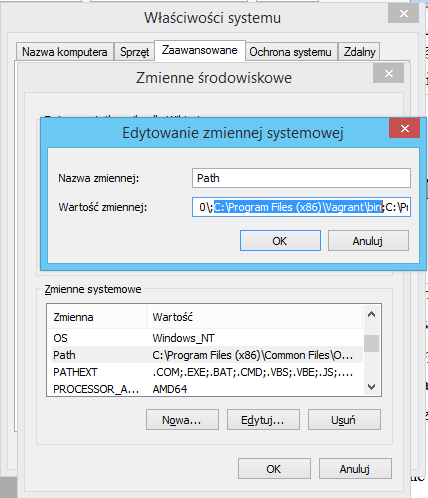 Właściwości systemu
Nazwa komputera Sprzęt Zaawansowane Ochrona systemu Zdalny
Zmienne środowiskowe
Edytowanie zmiennej systemowej
Nazwa zmiennej: Path
Wartość zmiennej: 0\;C:\Program Files (x86)\Vagrant\bin;C:\Pr
OK Anuluj
Zmienne systemowe
Zmienna Wartość
OS Windows_NT
Path C:\Program Files (x86)\Common Files\O...
PATHEXT .COM;.EXE;.BAT;.CMD;.VBS;.VBE;.JS;....
PROCESSOR_A... AMD64
Nowa... Edytuj... Usuń
OK Anuluj